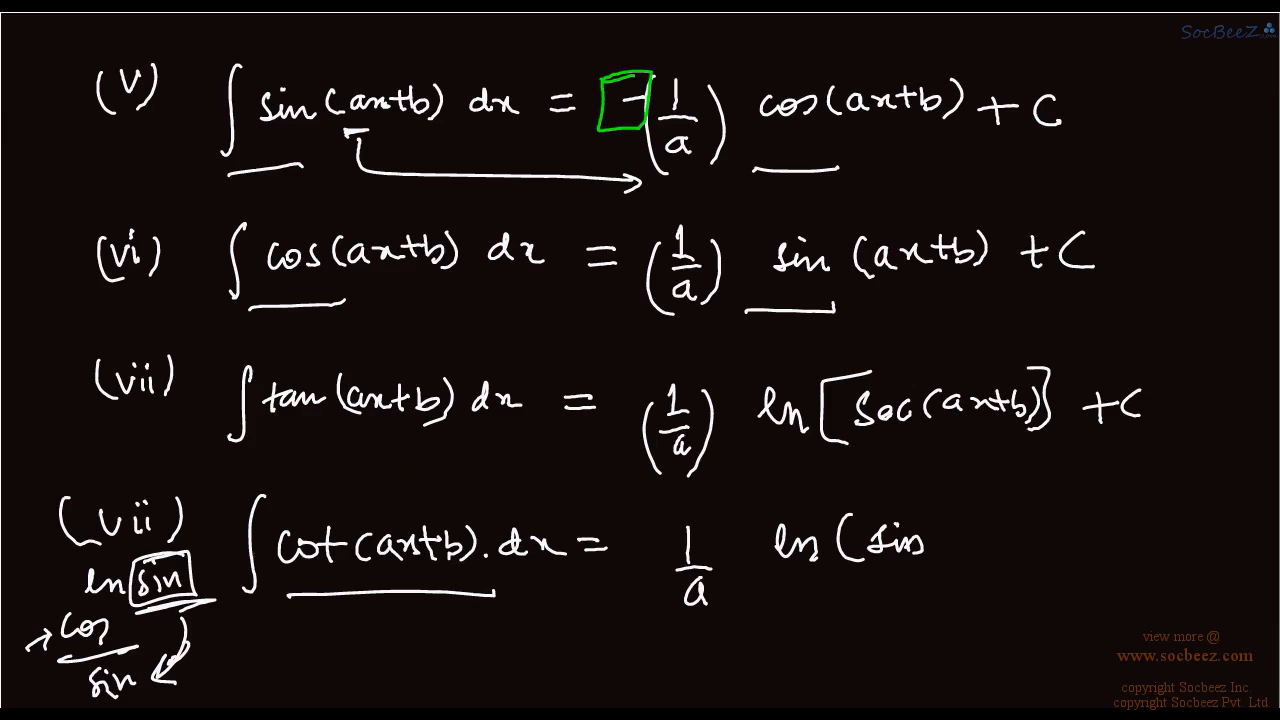 SocBeeZ.com
(v) ∫ sin(ax+b) dx = -(1/a) cos(ax+b) + C
(vi) ∫ cos(ax+b) dx = (1/a) sin(ax+b) + C
(vii) ∫ tan(ax+b) dx = (1/a) ln[sec(ax+b)] + C
(vii) ∫ cot(ax+b). dx = 1/a ln(sin
ln sin
cos
sin
view more @
www.socbeez.com
copyright Socbeez Inc.
copyright Socbeez Pvt. Ltd.